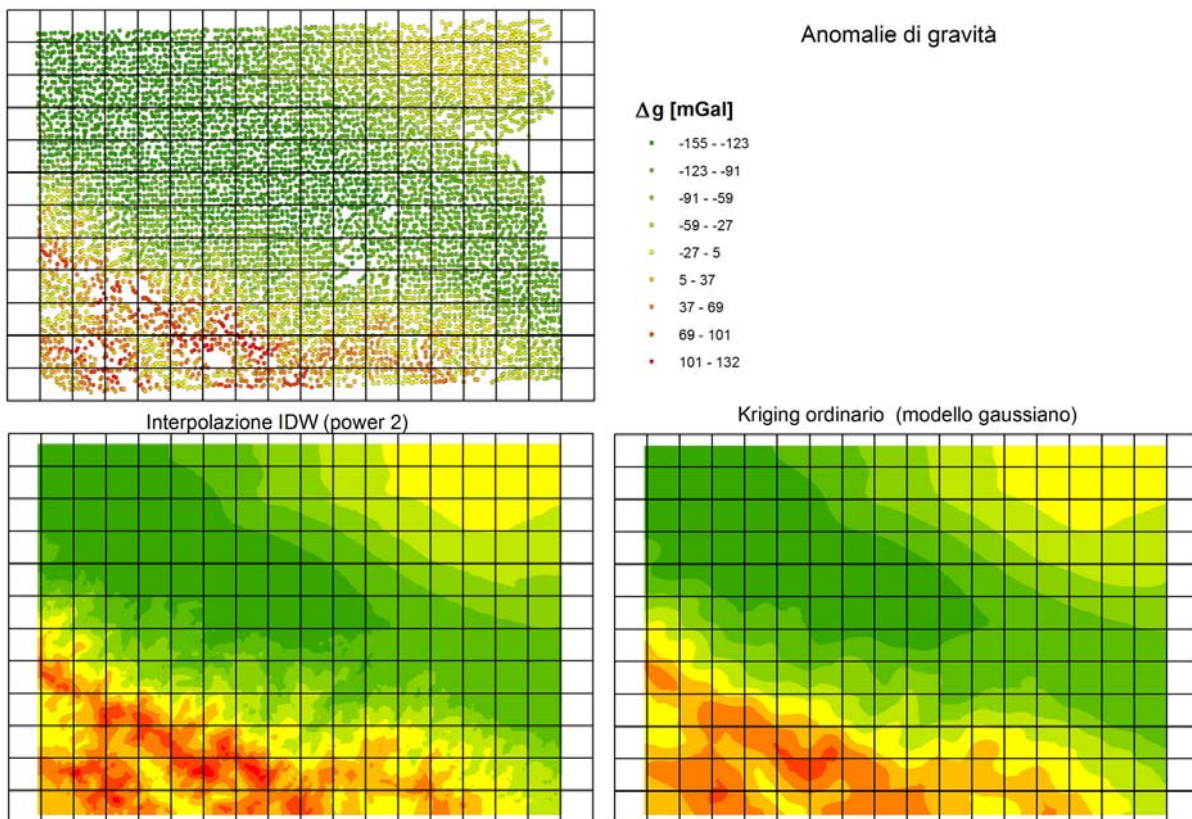 Anomalie di gravità
Δg [mGal]
-155 - -123
-123 - -91
-91 - -59
-59 - -27
-27 - 5
5 - 37
37 - 69
69 - 101
101 - 132
Interpolazione IDW (power 2)
Kriging ordinario (modello gaussiano)